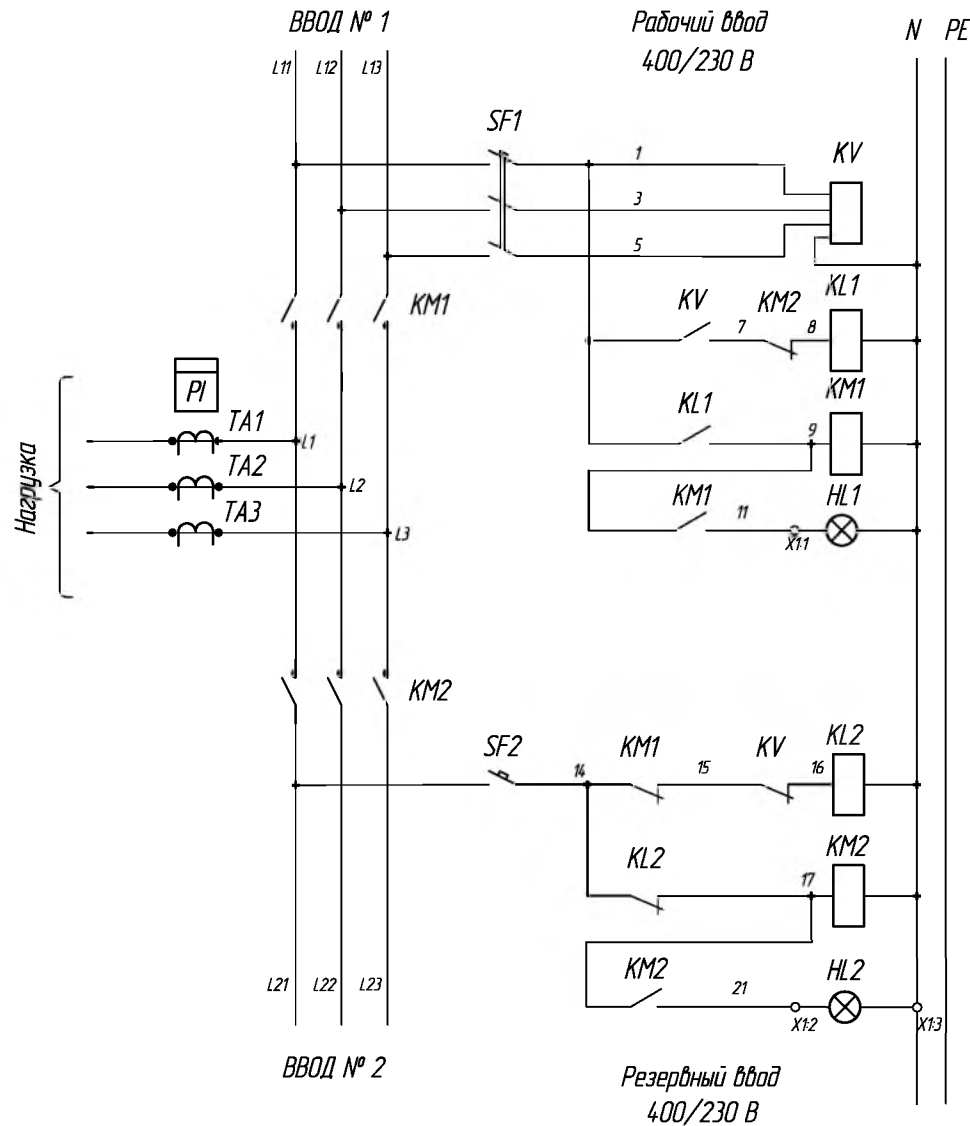 ВВОД № 1
Рабочий ввод
400/230 В
N
PE
L11
L12
L13
SF1
1
KV
3
5
KL1
KM1
KV
7
KM2
8
PI
KM1
TA1
L1
KL1
9
TA2
L2
HL1
TA3
L3
KM1
11
X1:1
Нагрузка
KM2
SF2
14
KM1
15
KV
16
KL2
KL2
17
KM2
L21
L22
L23
KM2
21
X1:2
HL2
X1:3
ВВОД № 2
Резервный ввод
400/230 В